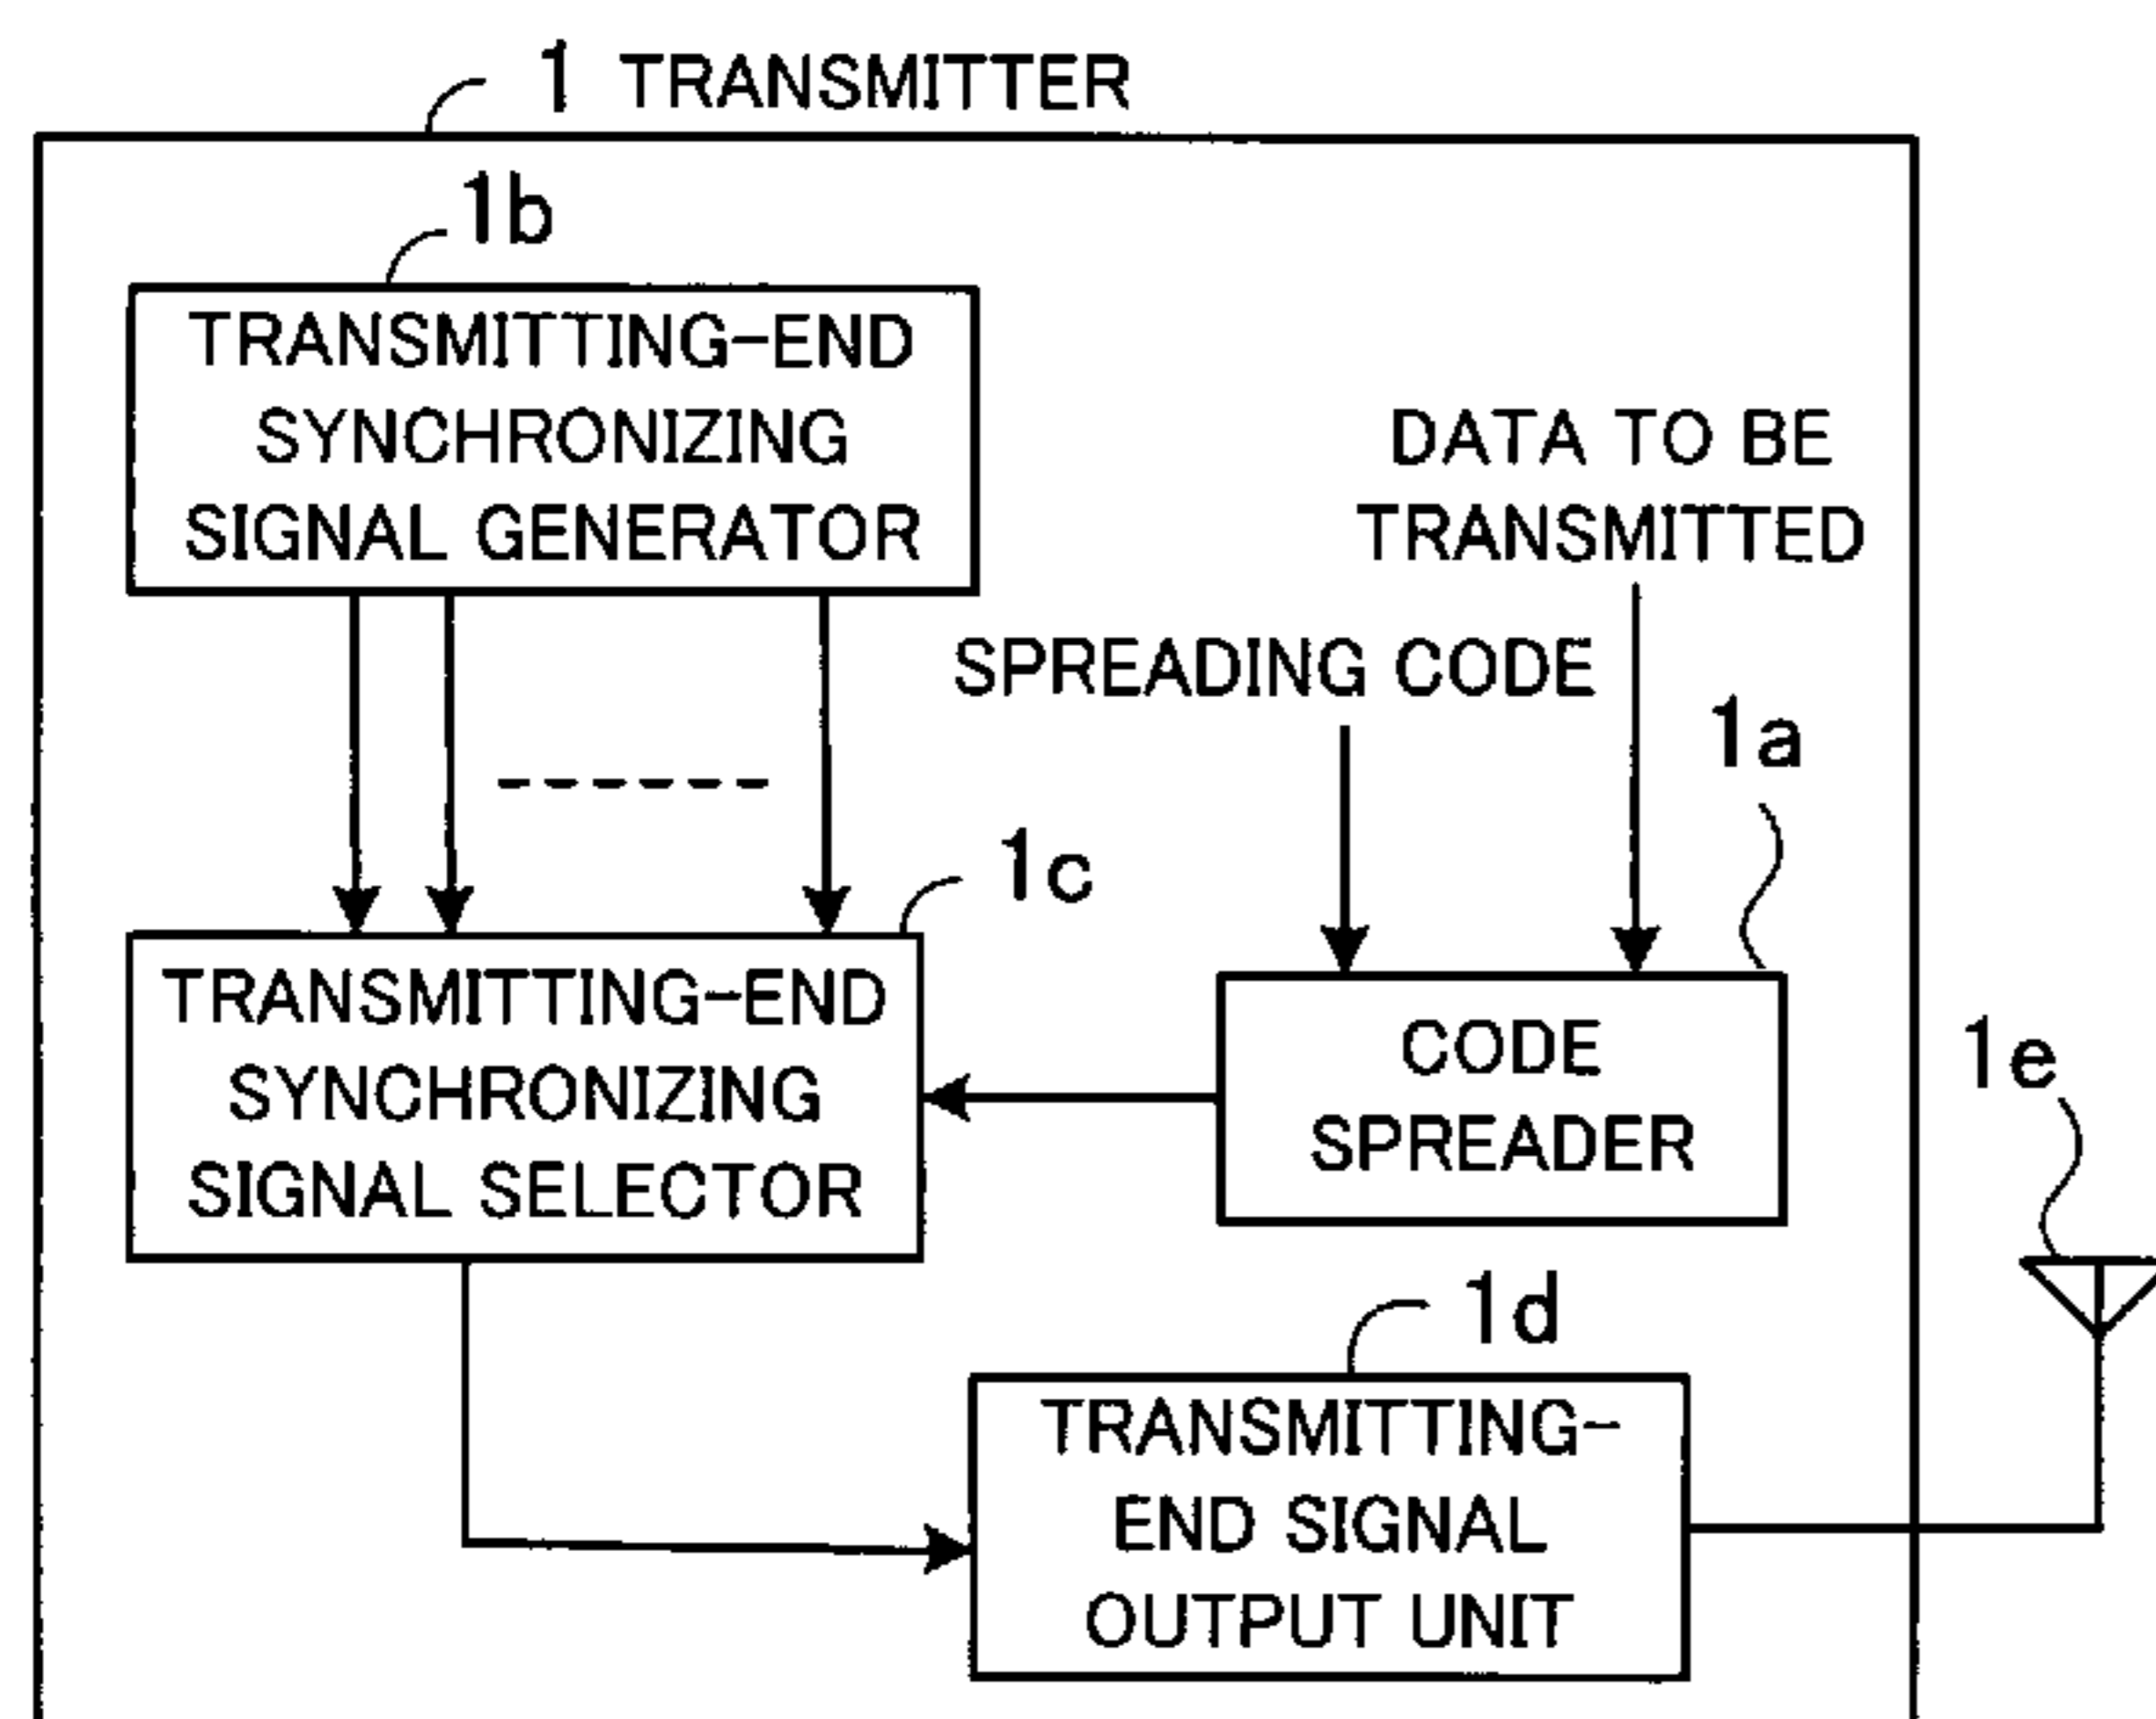 1 TRANSMITTER
1b
TRANSMITTING-END
SYNCHRONIZING
SIGNAL GENERATOR
DATA TO BE
TRANSMITTED
SPREADING CODE
1a
1c
TRANSMITTING-END
SYNCHRONIZING
SIGNAL SELECTOR
CODE
SPREADER
1e
1d
TRANSMITTING-
END SIGNAL
OUTPUT UNIT